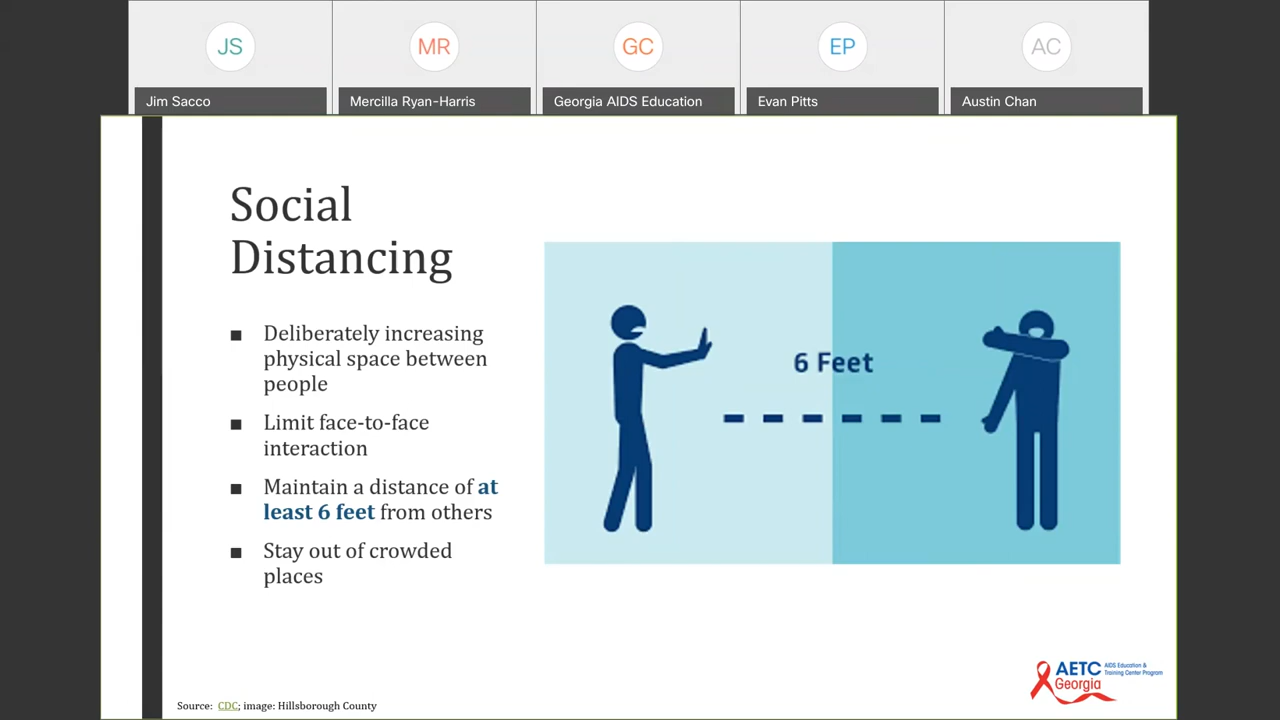 JS
MR
GC
EP
AC
Jim Sacco
Mercilla Ryan-Harris
Georgia AIDS Education
Evan Pitts
Austin Chan
Social
Distancing
■ Deliberately increasing
physical space between
people
■ Limit face-to-face
interaction
■ Maintain a distance of at
least 6 feet from others
■ Stay out of crowded
places
6 Feet
AETC AIDS Education &
Training Center Program
Georgia
Source: CDC; image: Hillsborough County